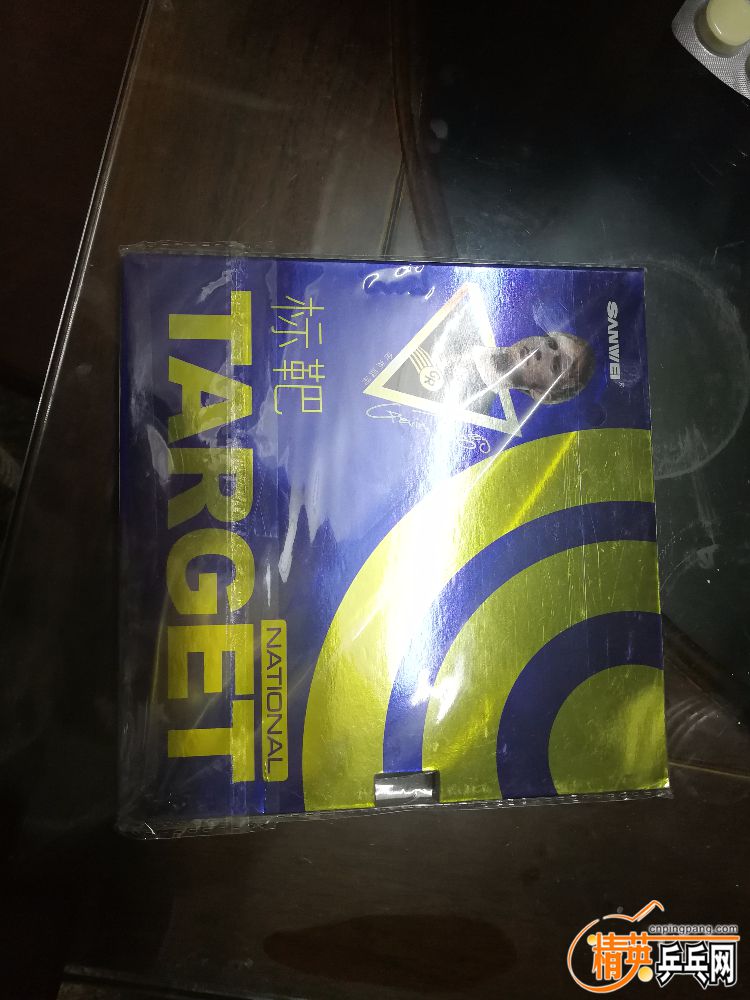 SANWEI
标靶
TARGET
NATIONAL
cnpingpang.com
精英乒乓网